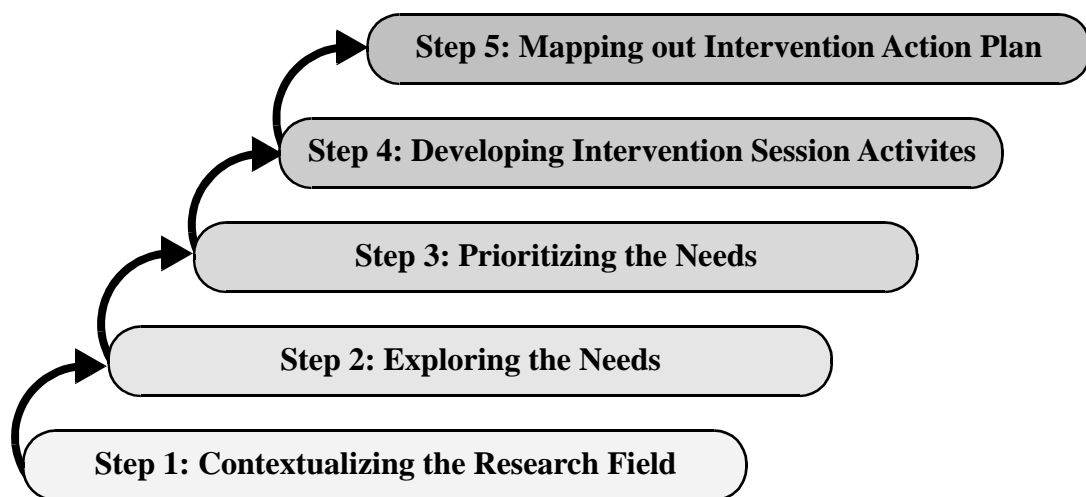 Step 5: Mapping out Intervention Action Plan
Step 4: Developing Intervention Session Activites
Step 3: Prioritizing the Needs
Step 2: Exploring the Needs
Step 1: Contextualizing the Research Field